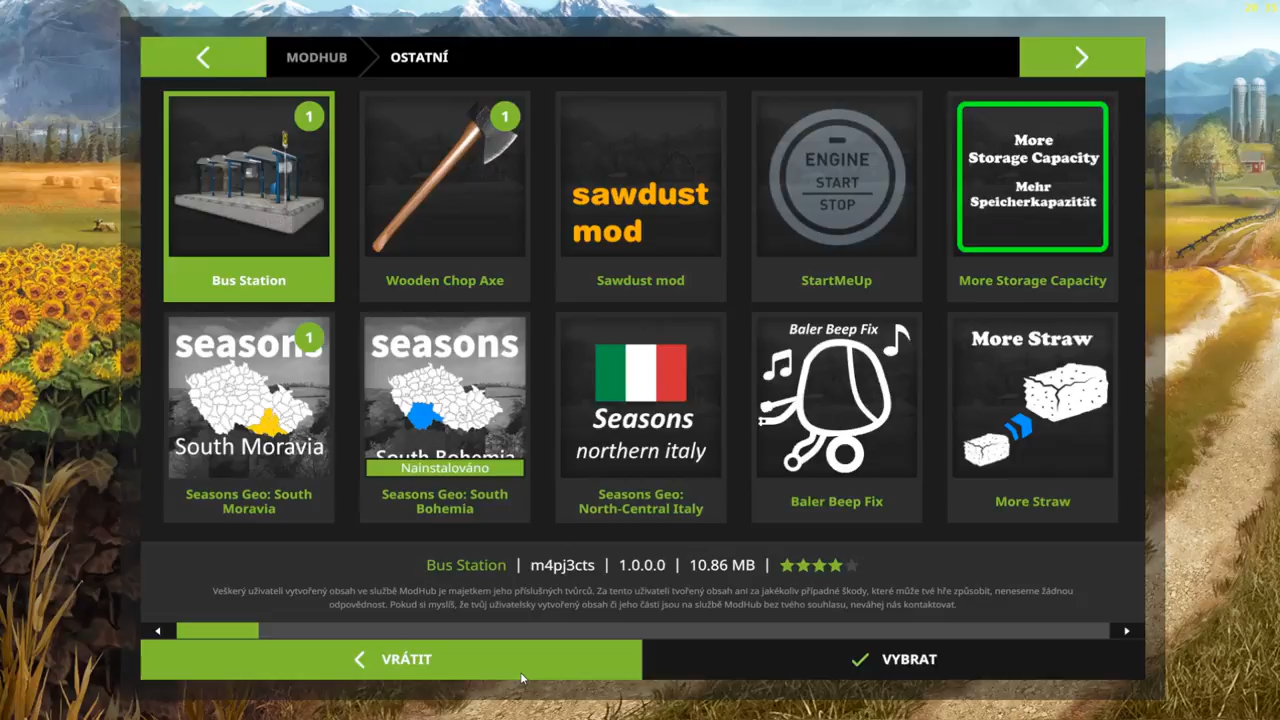 MODHUB
OSTATNÍ
1
1
sawdust
mod
ENGINE
START
STOP
More
Storage Capacity
Mehr
Speicherkapazität
Bus Station
Wooden Chop Axe
Sawdust mod
StartMeUp
More Storage Capacity
seasons
1
South Moravia
seasons
South Bohemia
Nainstalováno
Seasons
northern italy
Baler Beep Fix
More Straw
Seasons Geo: South
Moravia
Seasons Geo: South
Bohemia
Seasons Geo:
North-Central Italy
Baler Beep Fix
More Straw
Bus Station | m4pj3cts | 1.0.0.0 | 10.86 MB |
Veškerý uživateli vytvořený obsah ve službě ModHub je majetkem jeho příslušných tvůrců. Za tento uživateli tvořený obsah ani za jakékoliv případné škody, které může tvé hře způsobit, neneseme žádnou
odpovědnost. Pokud si myslíš, že tvůj uživatelsky vytvořený obsah či jeho části jsou na službě ModHub bez tvého souhlasu, neváhej nás kontaktovat.
VRÁTIT
VYBRAT